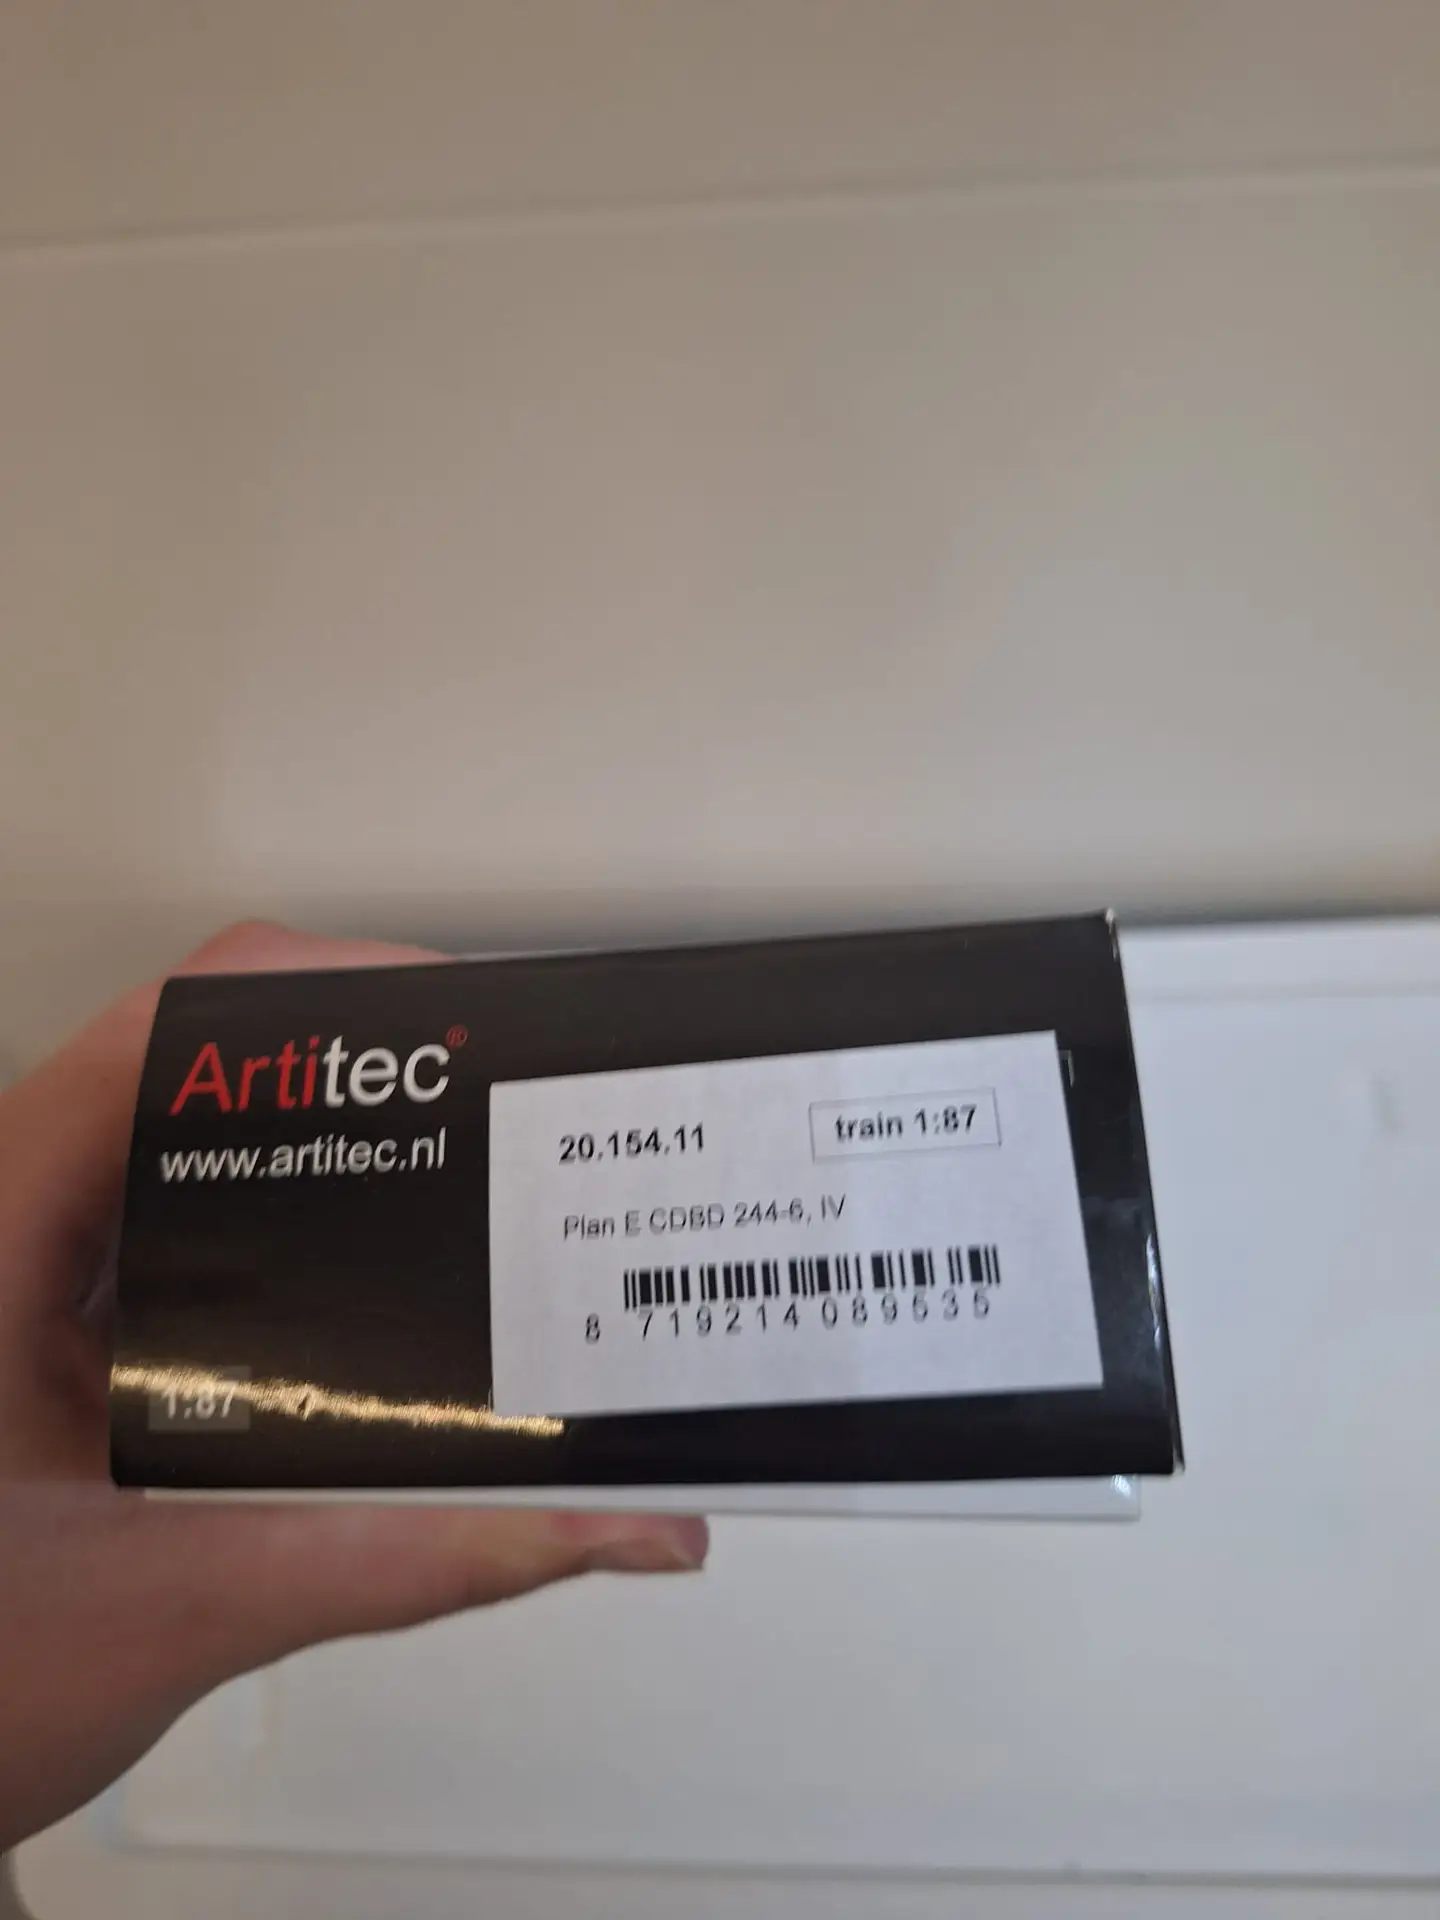 Artitec®
www.artitec.nl
20.154.11
train 1:87
Plan E CDBD 244-6, IV
8 719214 089535
1:87